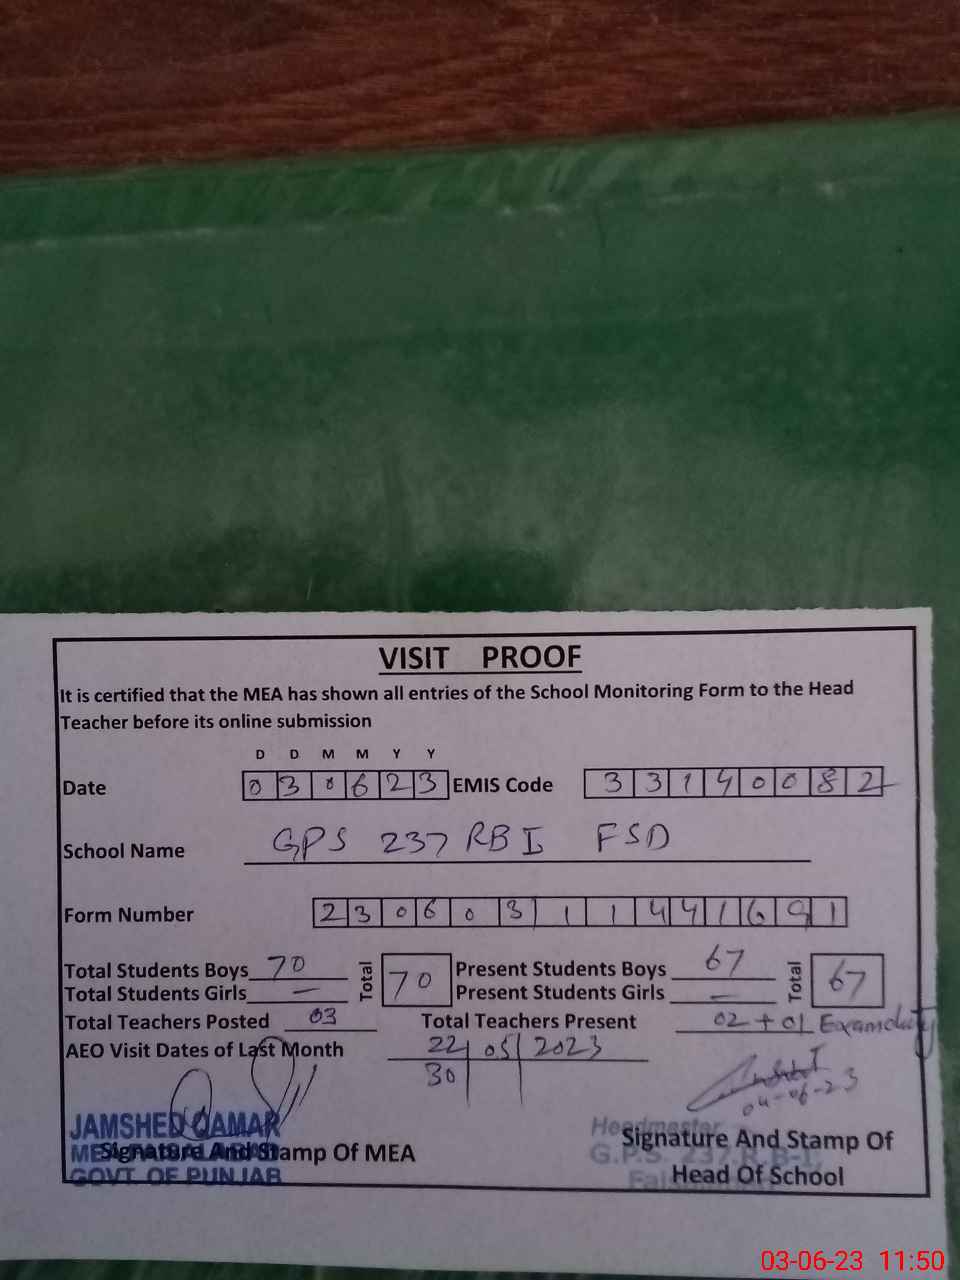 VISIT PROOF
It is certified that the MEA has shown all entries of the School Monitoring Form to the Head
Teacher before its online submission
D D M M Y Y
Date 0 3 0 6 2 3 EMIS Code 3 3 1 4 0 0 8 2
School Name GPS 237 RB I FSD
Form Number 2 3 0 6 0 3 1 1 4 4 1 6 9 1
Total Students Boys 70 Total 70 Present Students Boys 67 Total 67
Total Students Girls — Present Students Girls —
Total Teachers Posted 03 Total Teachers Present 02 + 01 Exam duty
AEO Visit Dates of Last Month 22 05 2023
30
04-06-23
JAMSHED QAMAR
Signature And Stamp Of MEA
GOVT. OF PUNJAB
Headmaster
G.P.S. 237 R.B-I,
Signature And Stamp Of
Head Of School
03-06-23 11:50